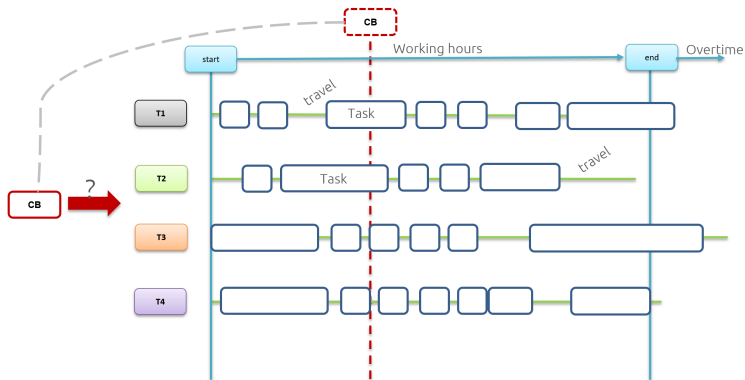 CB
Working hours
Overtime
start
end
travel
T1
Task
travel
T2
Task
?
CB
T3
T4